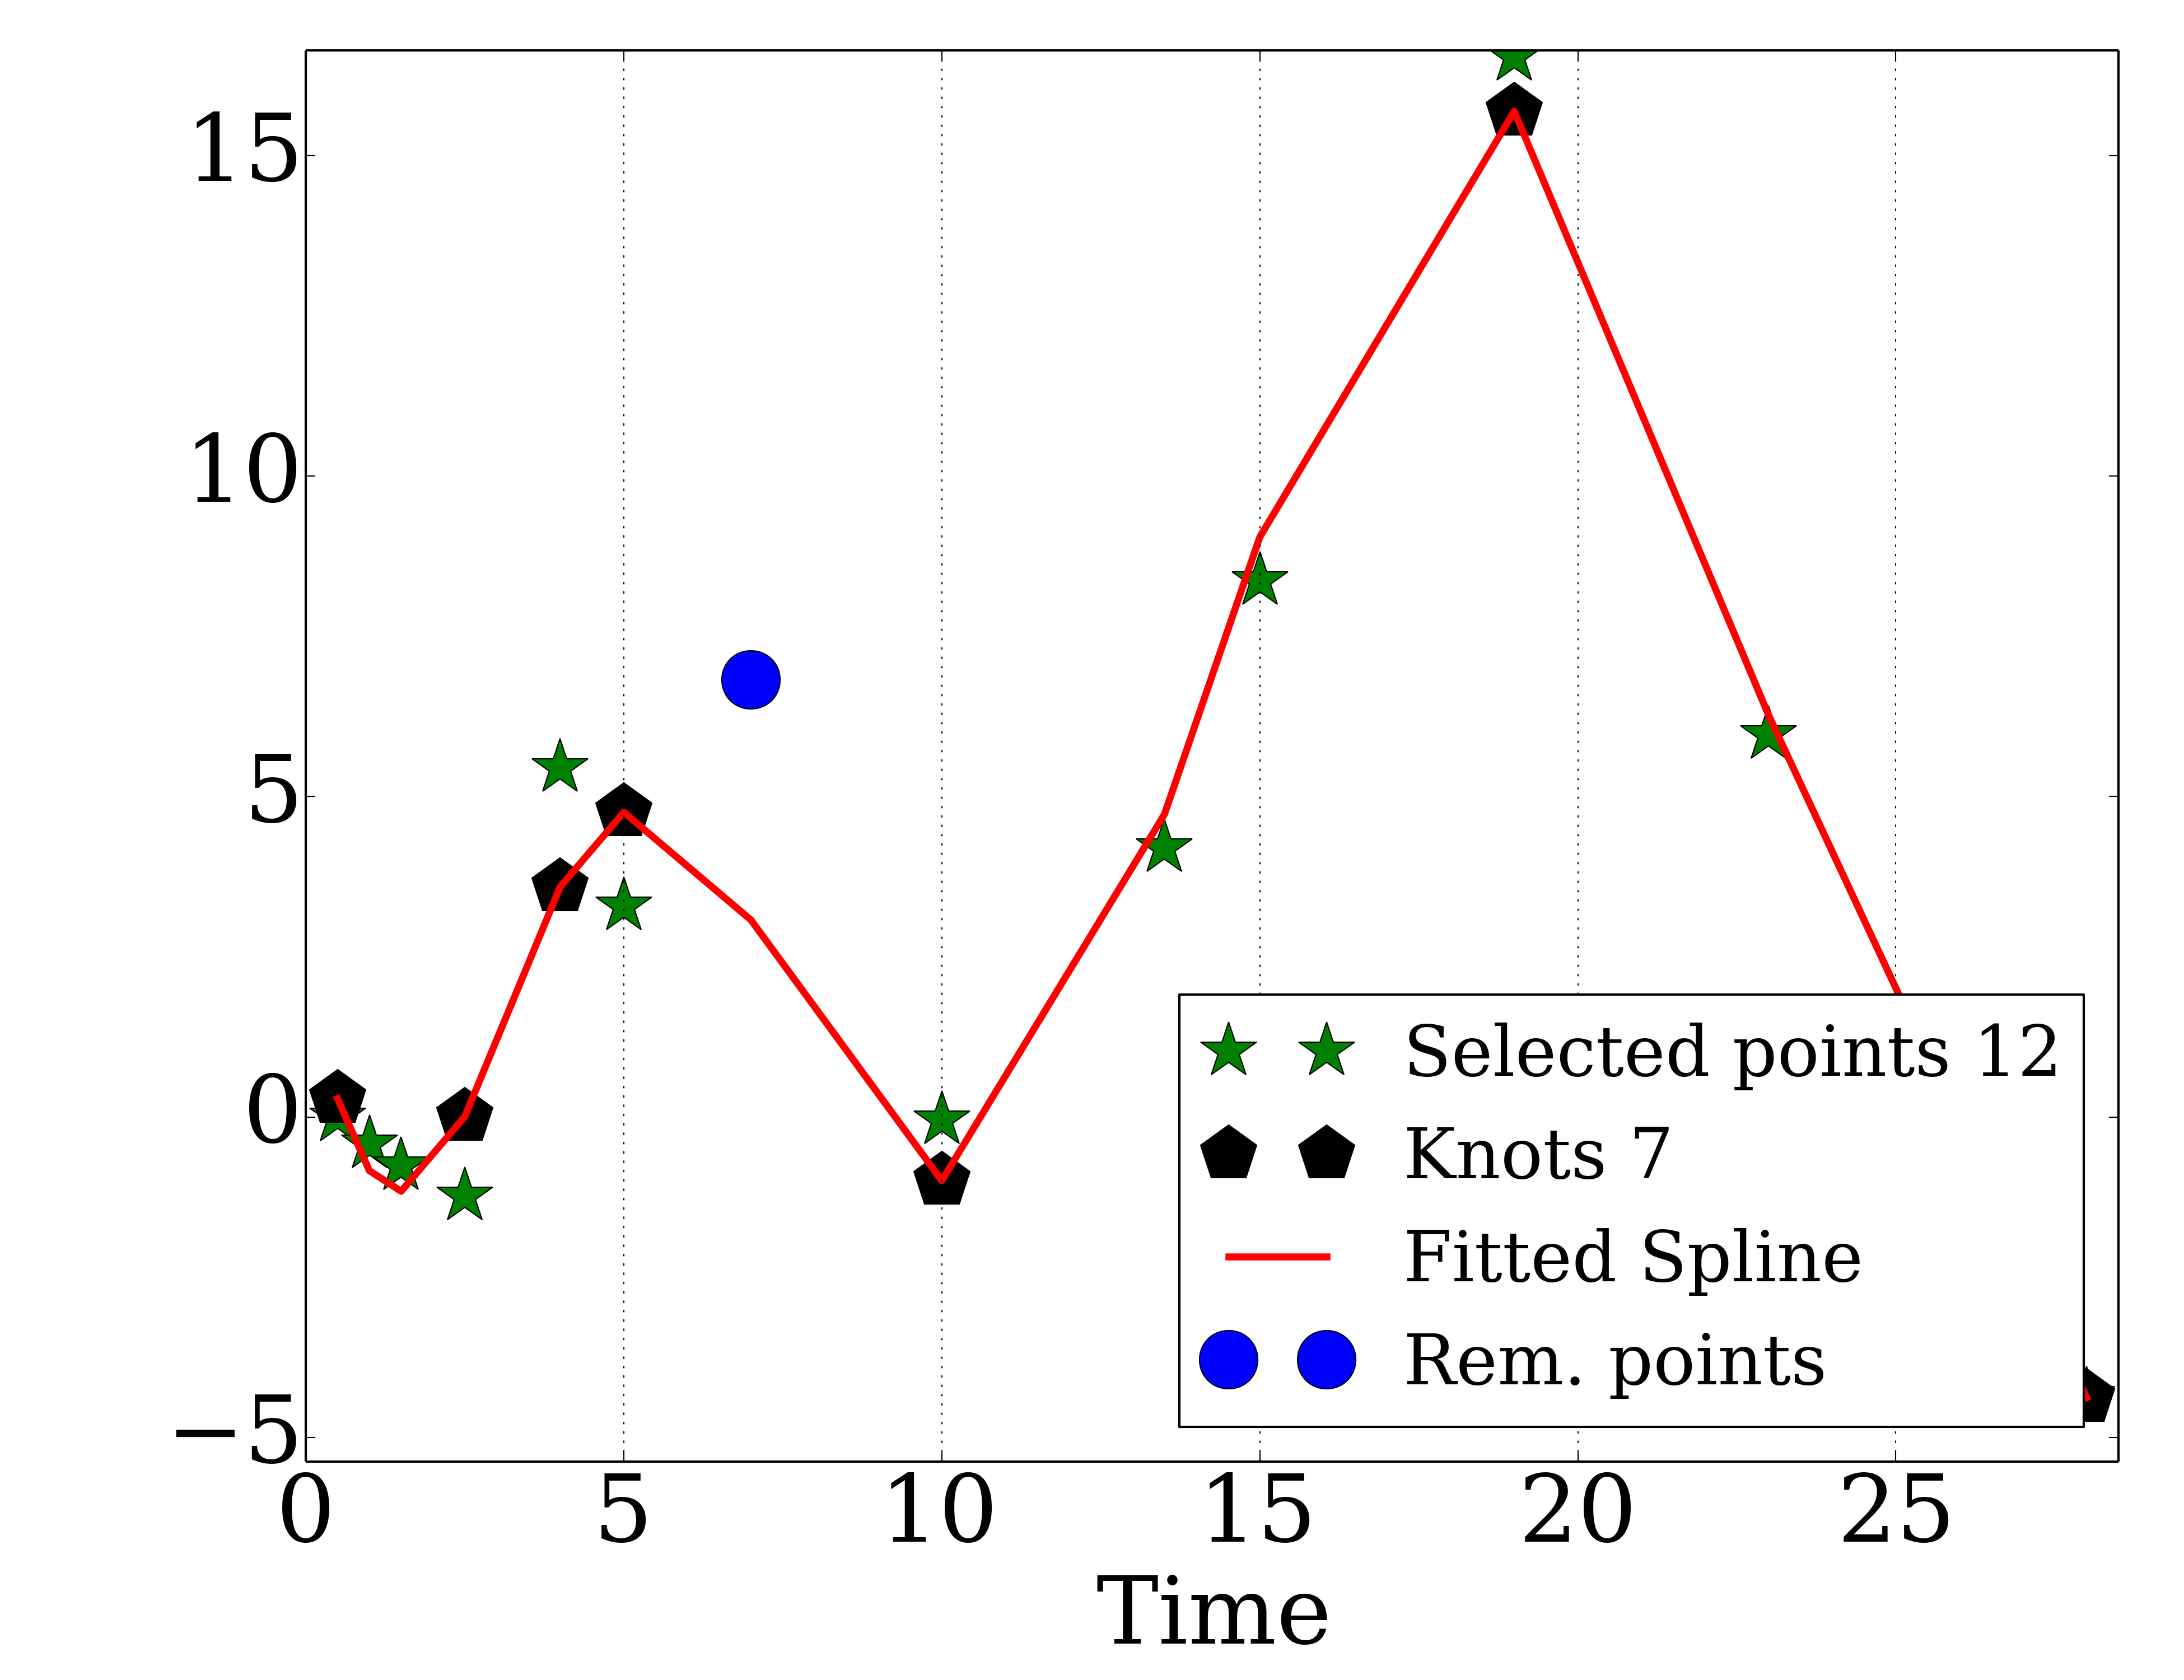 15
10
5
0
−5
0 5 10 15 20 25
Time
Selected points 12
Knots 7
Fitted Spline
Rem. points